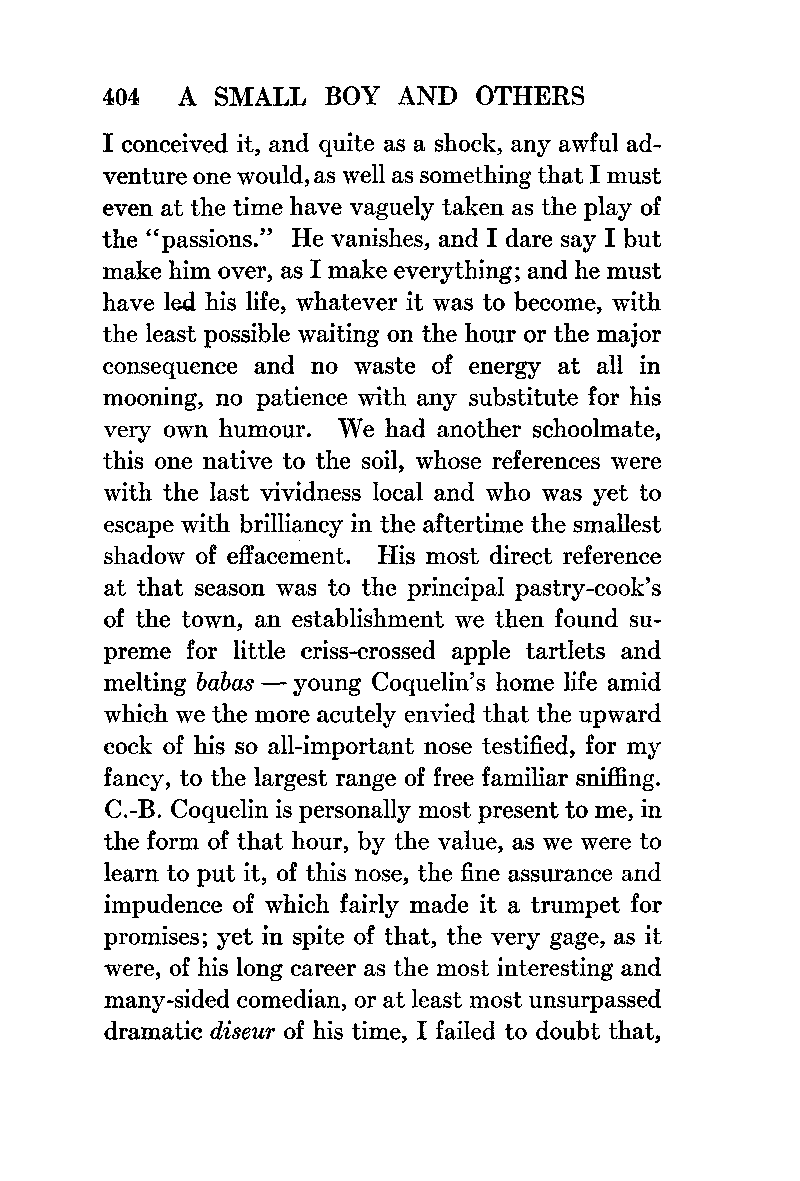 404 A SMALL BOY AND OTHERS
I conceived it, and quite as a shock, any awful ad-
venture one would, as well as something that I must
even at the time have vaguely taken as the play of
the “passions.” He vanishes, and I dare say I but
make him over, as I make everything; and he must
have led his life, whatever it was to become, with
the least possible waiting on the hour or the major
consequence and no waste of energy at all in
mooning, no patience with any substitute for his
very own humour. We had another schoolmate,
this one native to the soil, whose references were
with the last vividness local and who was yet to
escape with brilliancy in the aftertime the smallest
shadow of effacement. His most direct reference
at that season was to the principal pastry-cook’s
of the town, an establishment we then found su-
preme for little criss-crossed apple tartlets and
melting babas — young Coquelin’s home life amid
which we the more acutely envied that the upward
cock of his so all-important nose testified, for my
fancy, to the largest range of free familiar sniffing.
C.-B. Coquelin is personally most present to me, in
the form of that hour, by the value, as we were to
learn to put it, of this nose, the fine assurance and
impudence of which fairly made it a trumpet for
promises; yet in spite of that, the very gage, as it
were, of his long career as the most interesting and
many-sided comedian, or at least most unsurpassed
dramatic diseur of his time, I failed to doubt that,